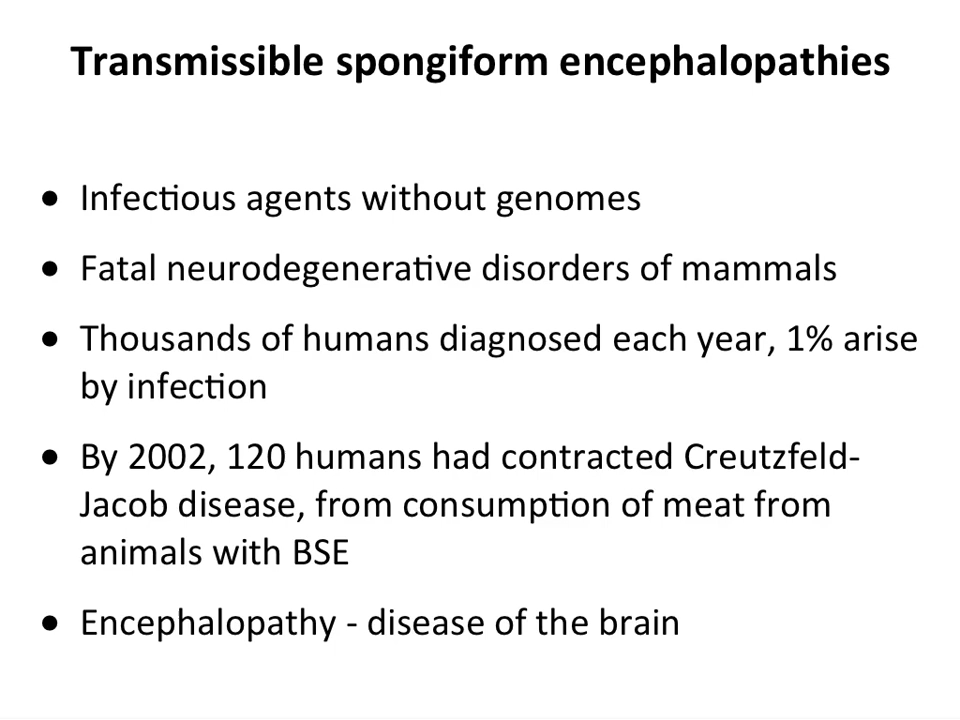 Transmissible spongiform encephalopathies
• Infectious agents without genomes
• Fatal neurodegenerative disorders of mammals
• Thousands of humans diagnosed each year, 1% arise
by infection
• By 2002, 120 humans had contracted Creutzfeld-
Jacob disease, from consumption of meat from
animals with BSE
• Encephalopathy - disease of the brain